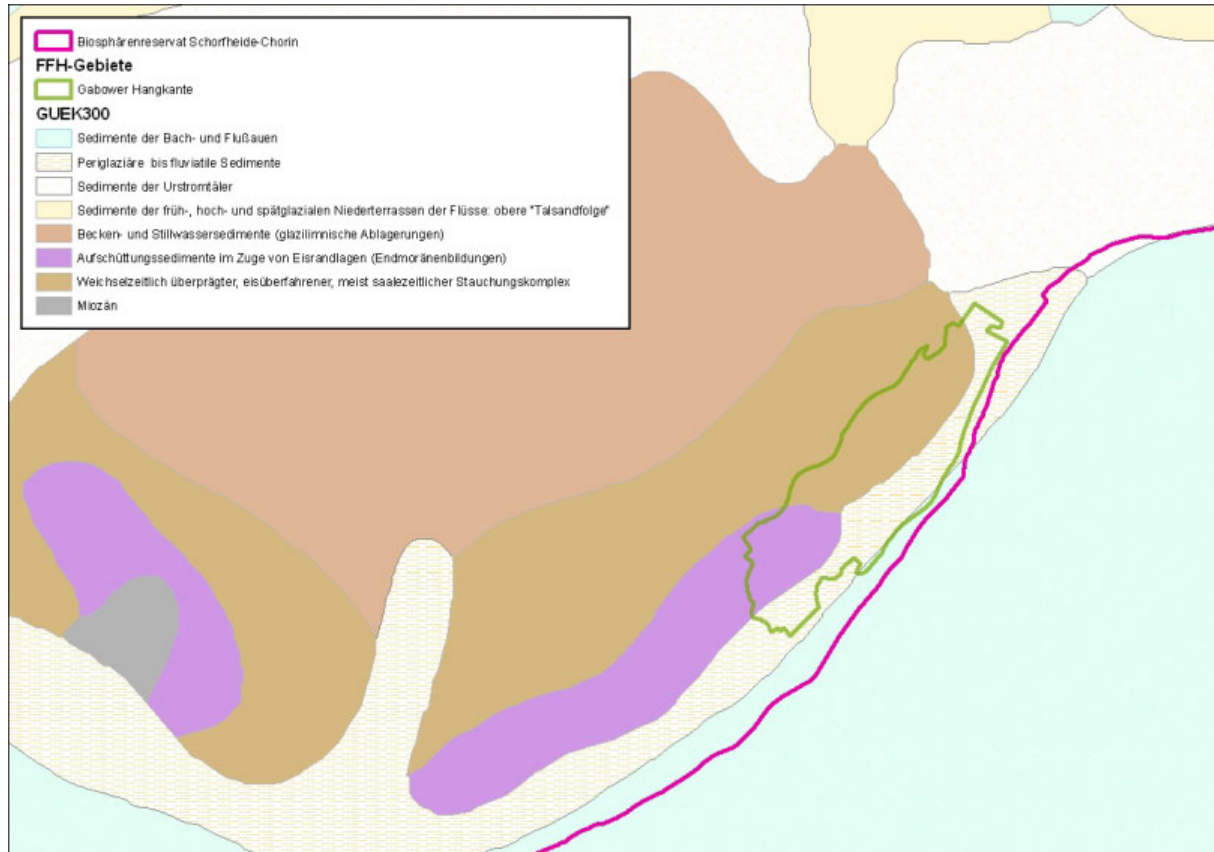 Biosphärenreservat Schorfheide-Chorin
FFH-Gebiete
Gabower Hangkante
GUEK300
Sedimente der Bach- und Flußauen
Periglaziäre bis fluviatile Sedimente
Sedimente der Urstromtäler
Sedimente der früh-, hoch- und spätglazialen Niederterrassen der Flüsse: obere "Talsandfolge"
Becken- und Stillwassersedimente (glazilimnische Ablagerungen)
Aufschüttungssedimente im Zuge von Eisrandlagen (Endmoränenbildungen)
Weichselzeitlich überprägter, eisüberfahrener, meist saalezeitlicher Stauchungskomplex
Miozän